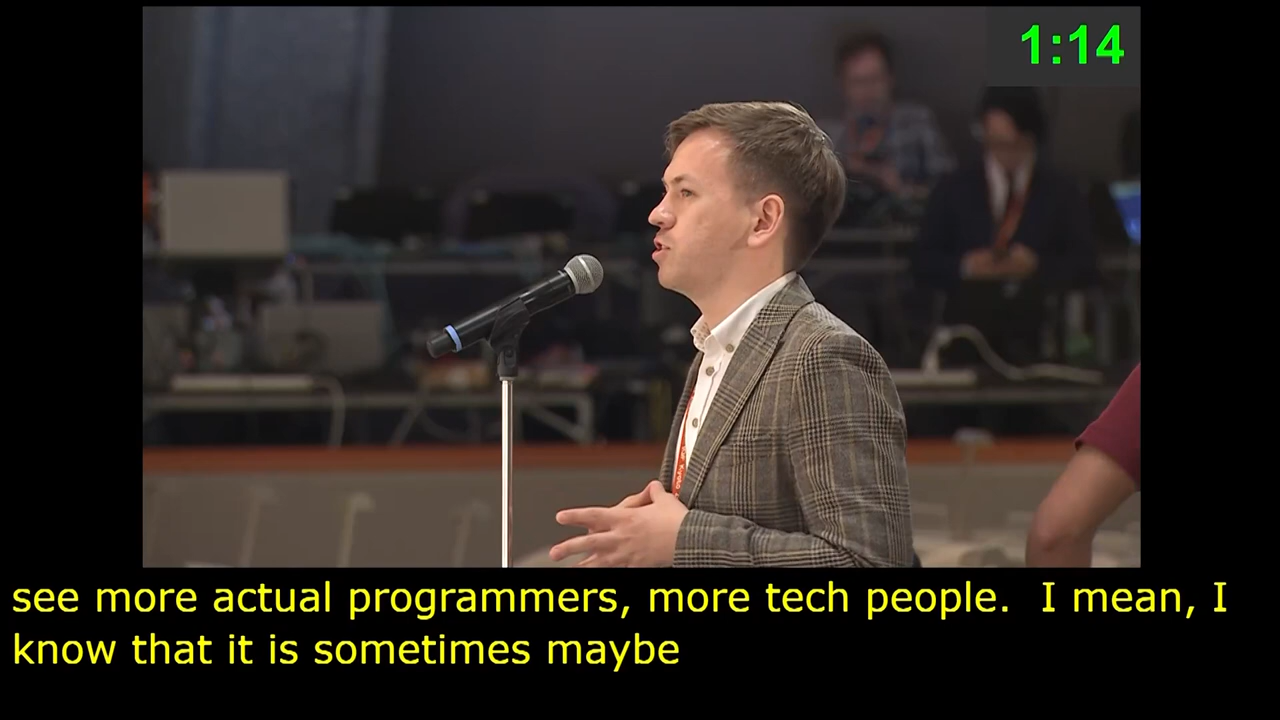 1:14
see more actual programmers, more tech people.  I mean, I
know that it is sometimes maybe